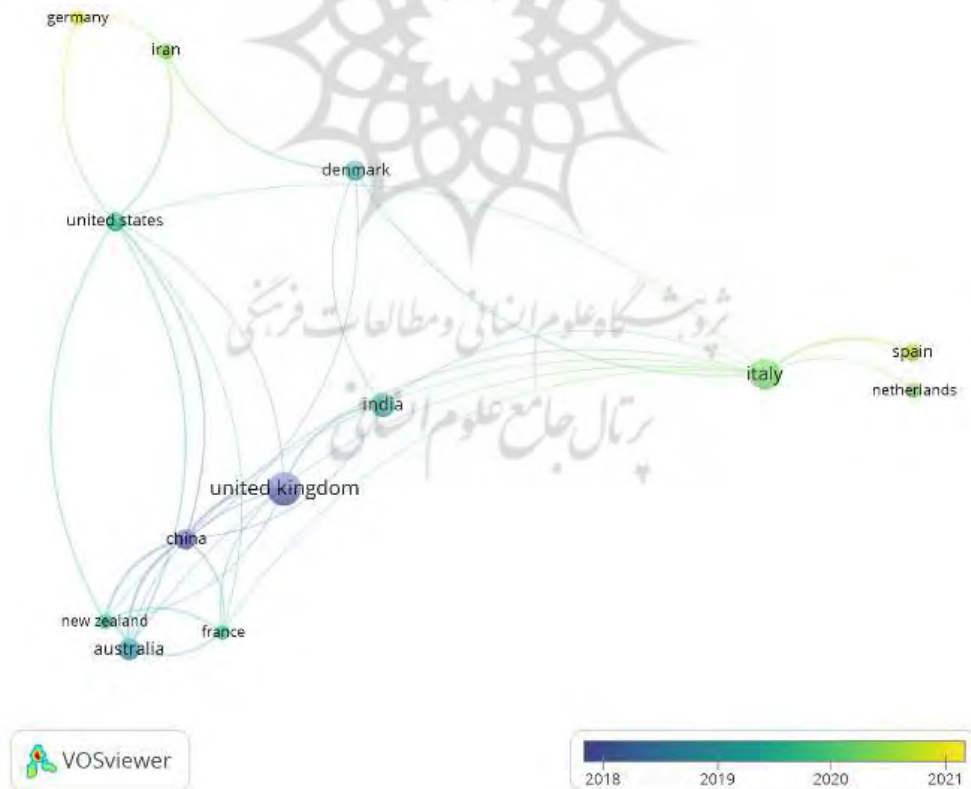 germany
iran
denmark
united states
پژوهشگاه علوم انسانی و مطالعات فرهنگی
spain
italy
netherlands
india
پرتال جامع علوم انسانی
united kingdom
china
new zealand
france
australia
VOSviewer
2018 2019 2020 2021